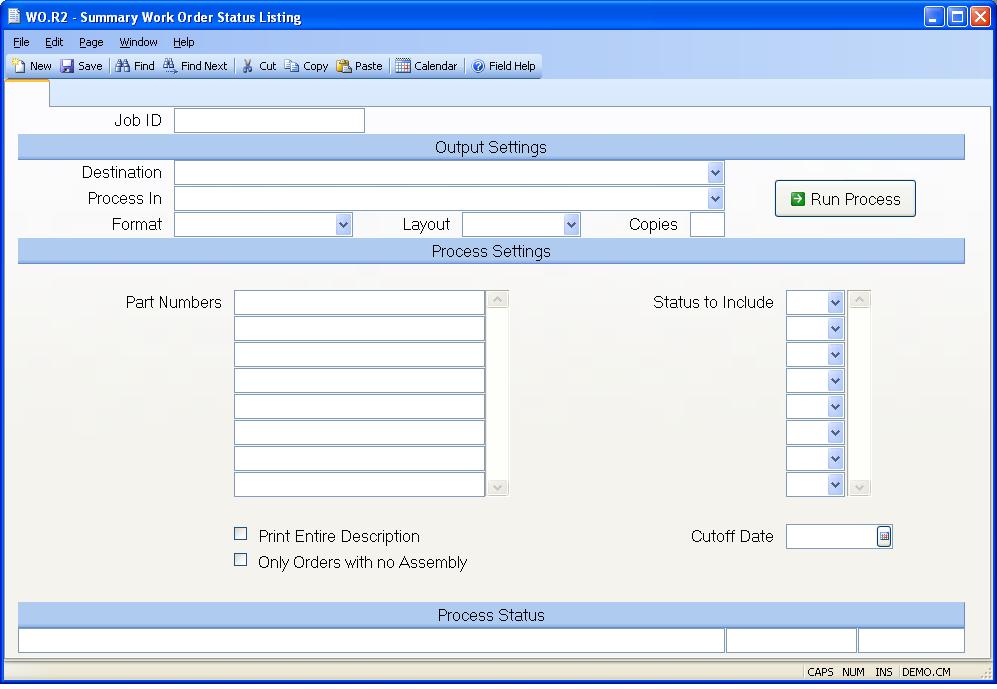 WO.R2 - Summary Work Order Status Listing
File Edit Page Window Help
New Save Find Find Next Cut Copy Paste Calendar Field Help
Job ID
Output Settings
Destination
Process In
Run Process
Format Layout Copies
Process Settings
Part Numbers Status to Include
Print Entire Description Cutoff Date
Only Orders with no Assembly
Process Status
CAPS NUM INS DEMO.CM